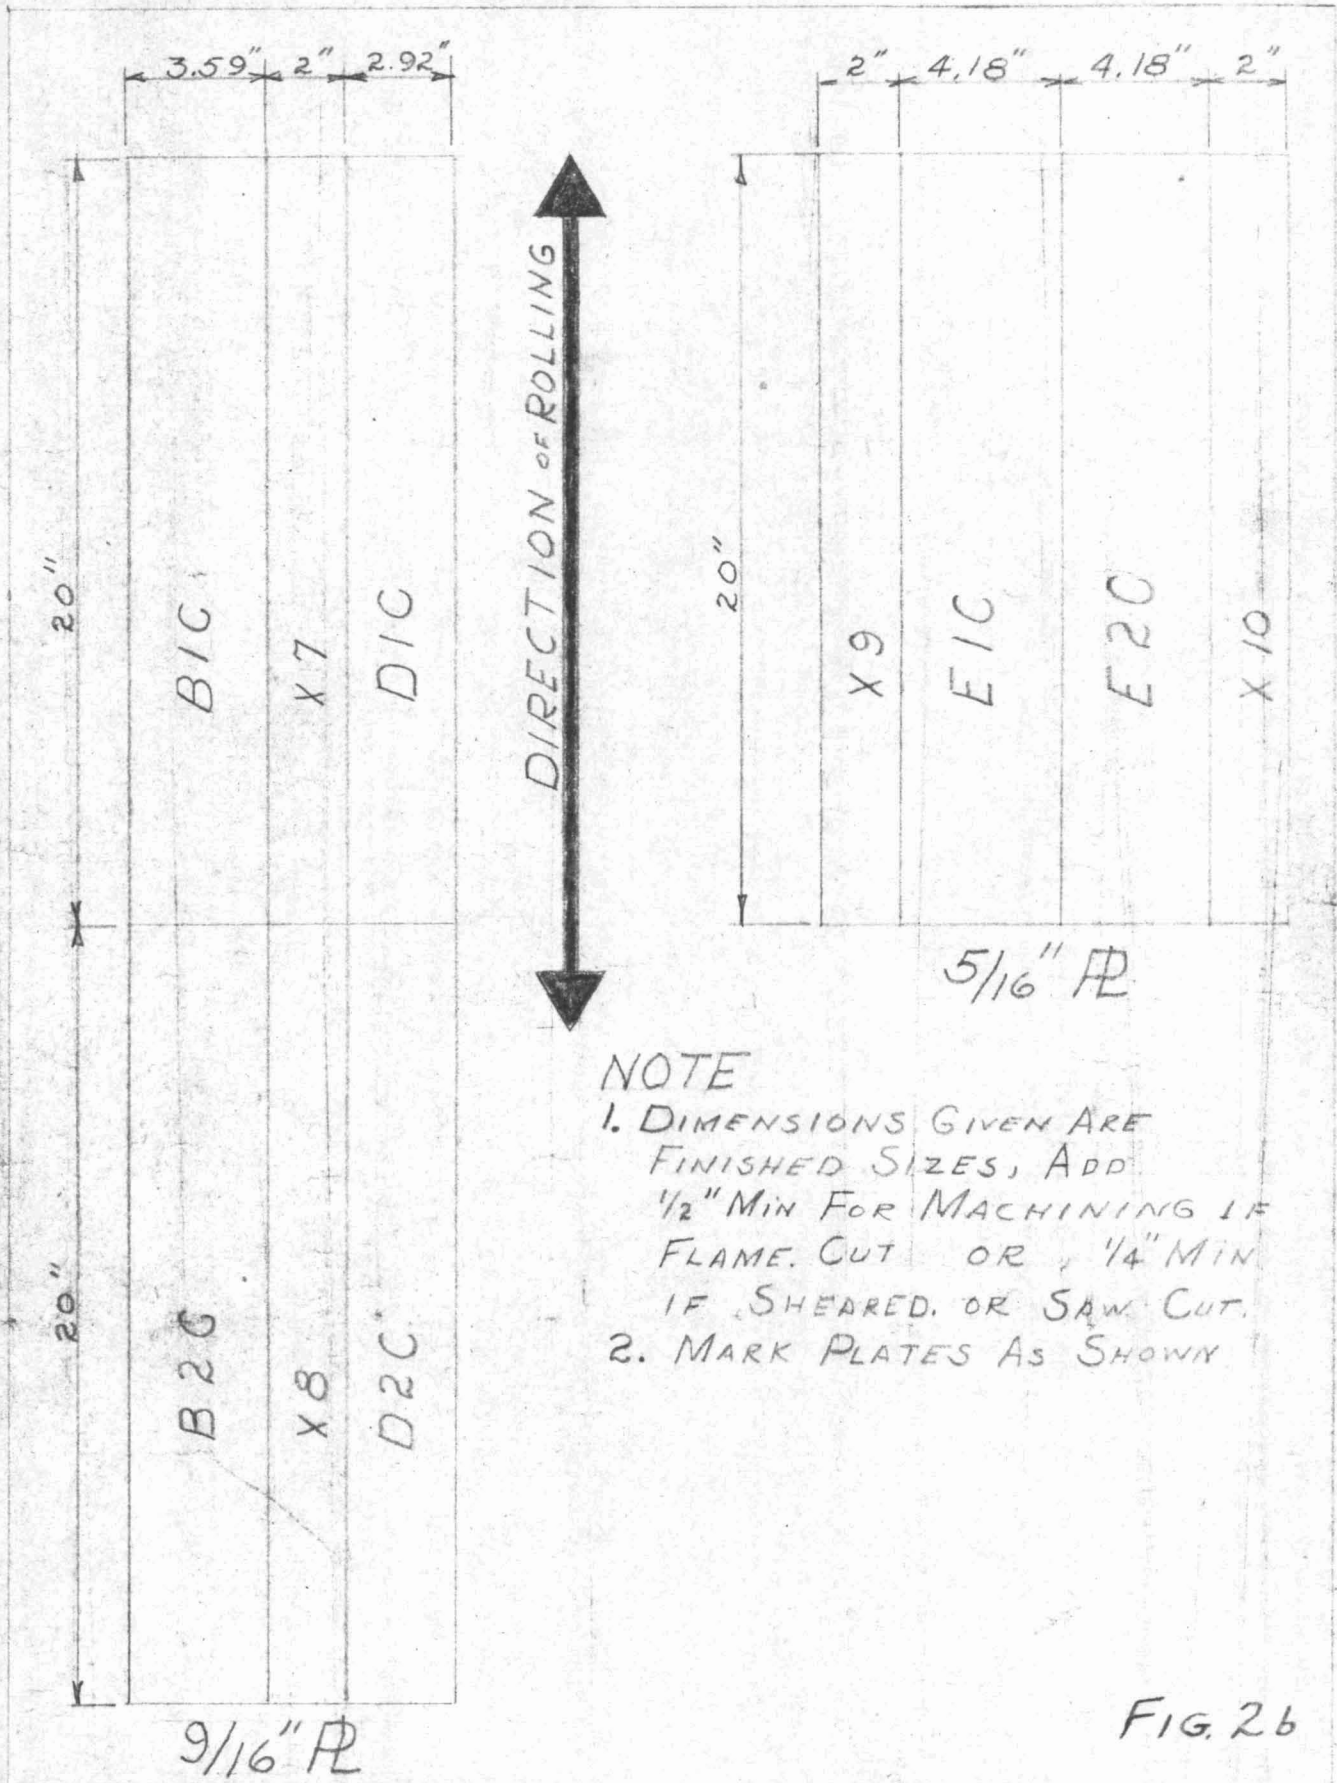 3.59" 2" 2.92"
2" 4.18" 4.18" 2"
20"
B1C
X7
D1C
DIRECTION OF ROLLING
20"
X9
E1C
E2C
X10
5/16" PL
NOTE
1. DIMENSIONS GIVEN ARE
FINISHED SIZES, ADD
1/2" MIN FOR MACHINING IF
FLAME CUT OR 1/4" MIN
IF SHEARED OR SAW CUT.
2. MARK PLATES AS SHOWN
20"
B2C
X8
D2C
9/16" PL
FIG. 2b